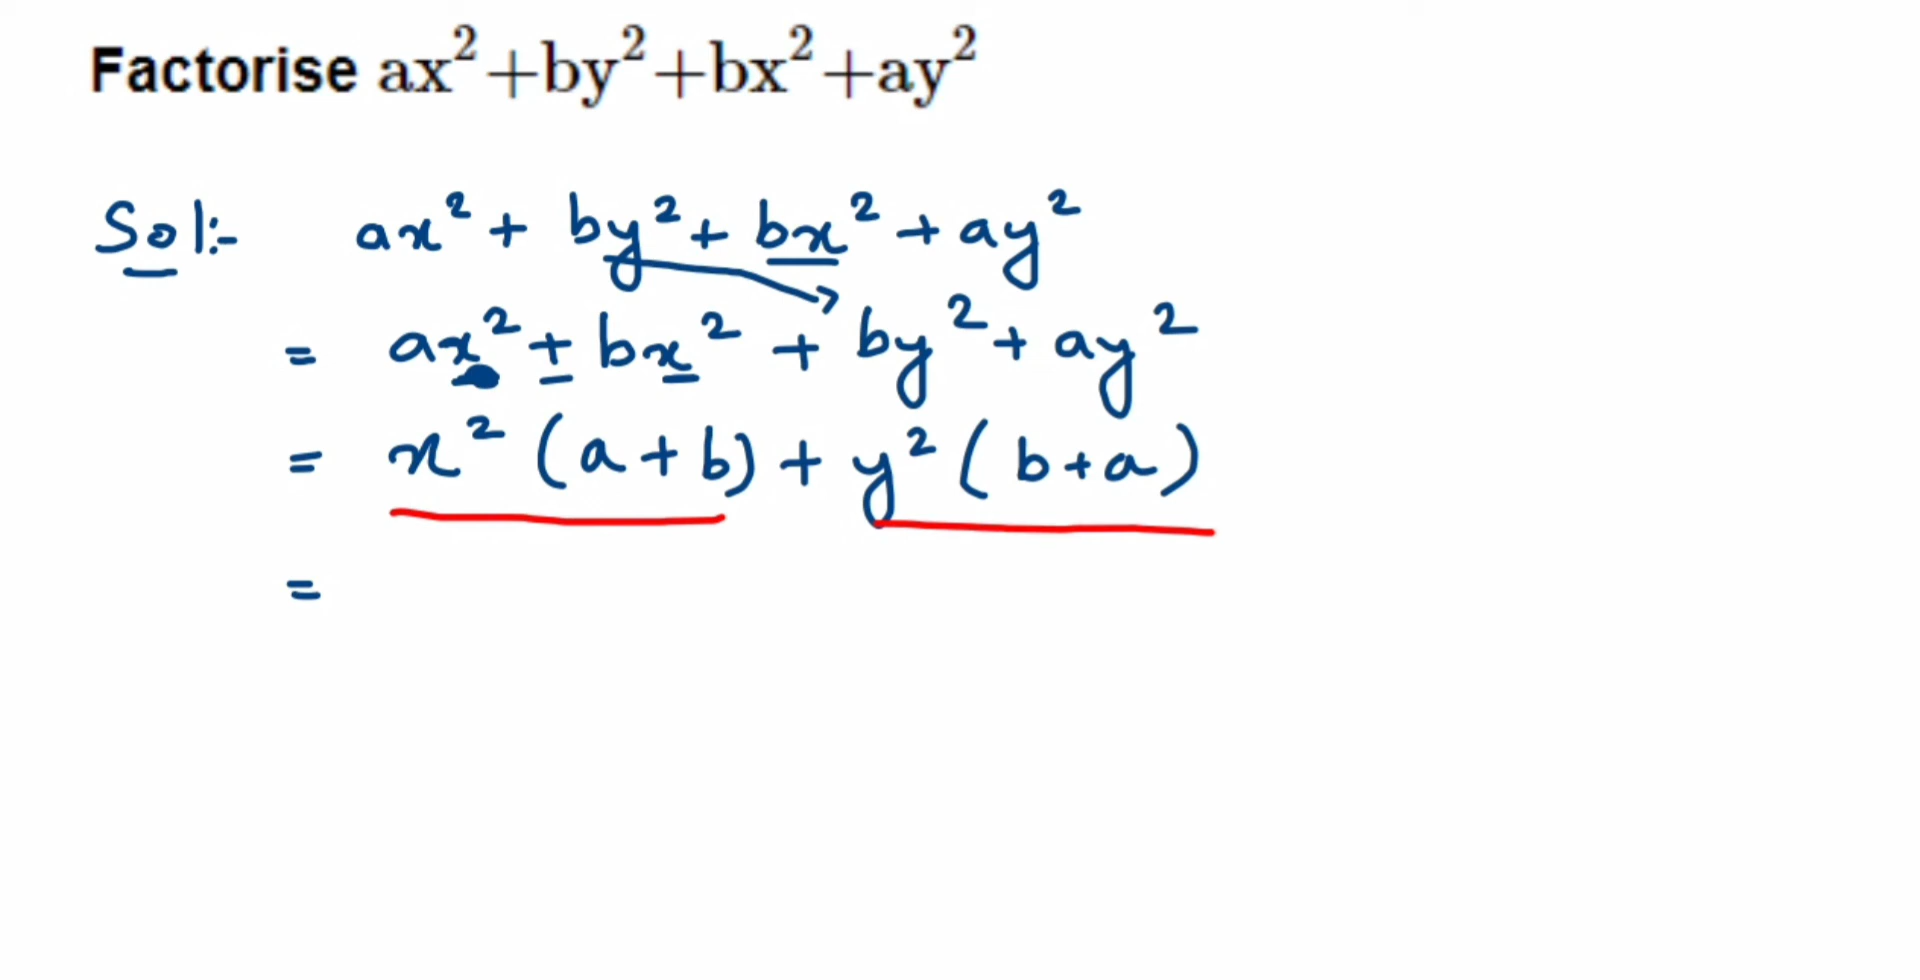 Factorise ax²+by²+bx²+ay²
Sol:- ax² + by² + bx² + ay²
= ax² + bx² + by² + ay²
= x² (a+b) + y² (b+a)
=